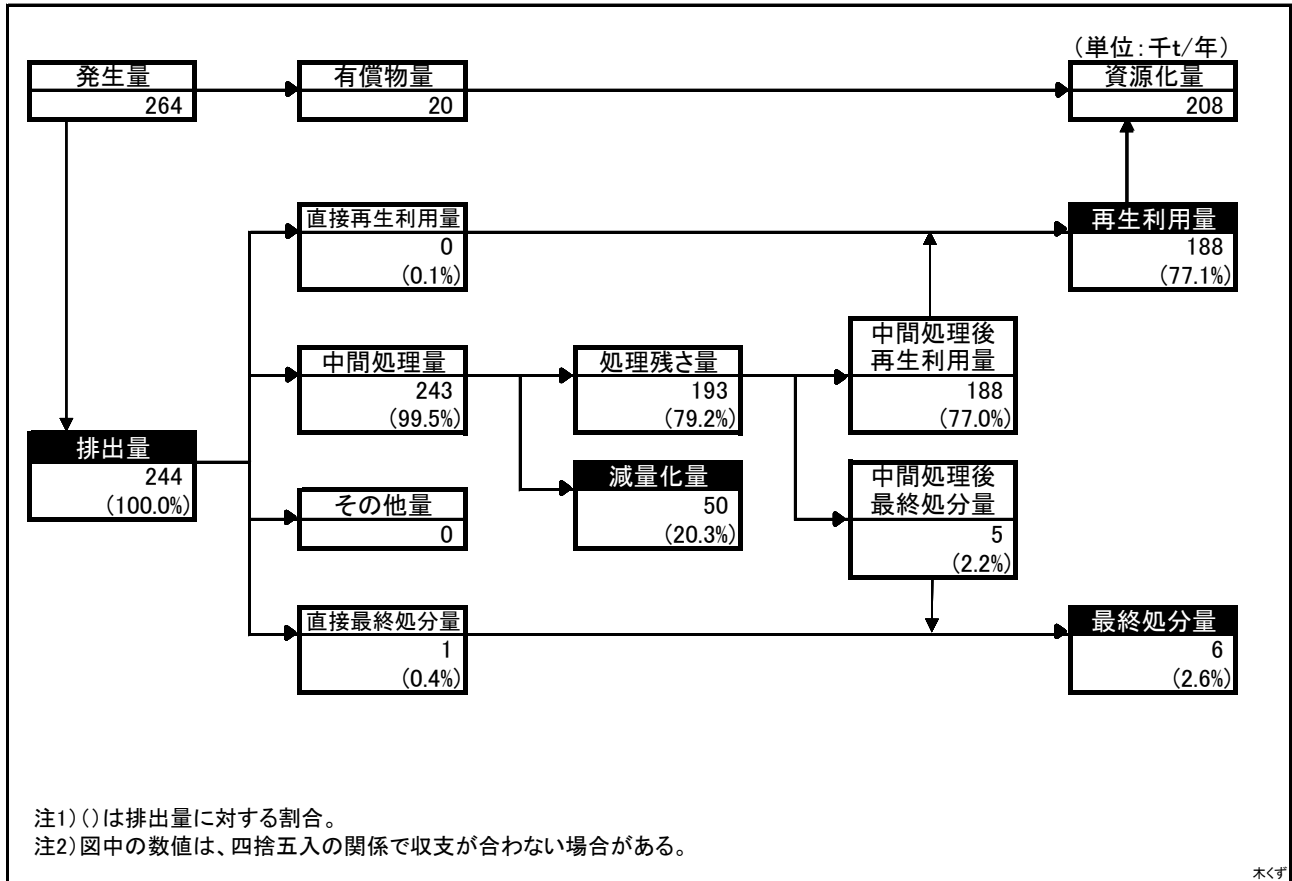 （単位：千t/年）
発生量
264
有償物量
20
資源化量
208
直接再生利用量
0
(0.1%)
再生利用量
188
(77.1%)
中間処理量
243
(99.5%)
処理残さ量
193
(79.2%)
中間処理後
再生利用量
188
(77.0%)
排出量
244
(100.0%)
その他量
0
減量化量
50
(20.3%)
中間処理後
最終処分量
5
(2.2%)
直接最終処分量
1
(0.4%)
最終処分量
6
(2.6%)
注1)()は排出量に対する割合。
注2)図中の数値は、四捨五入の関係で収支が合わない場合がある。
木くず